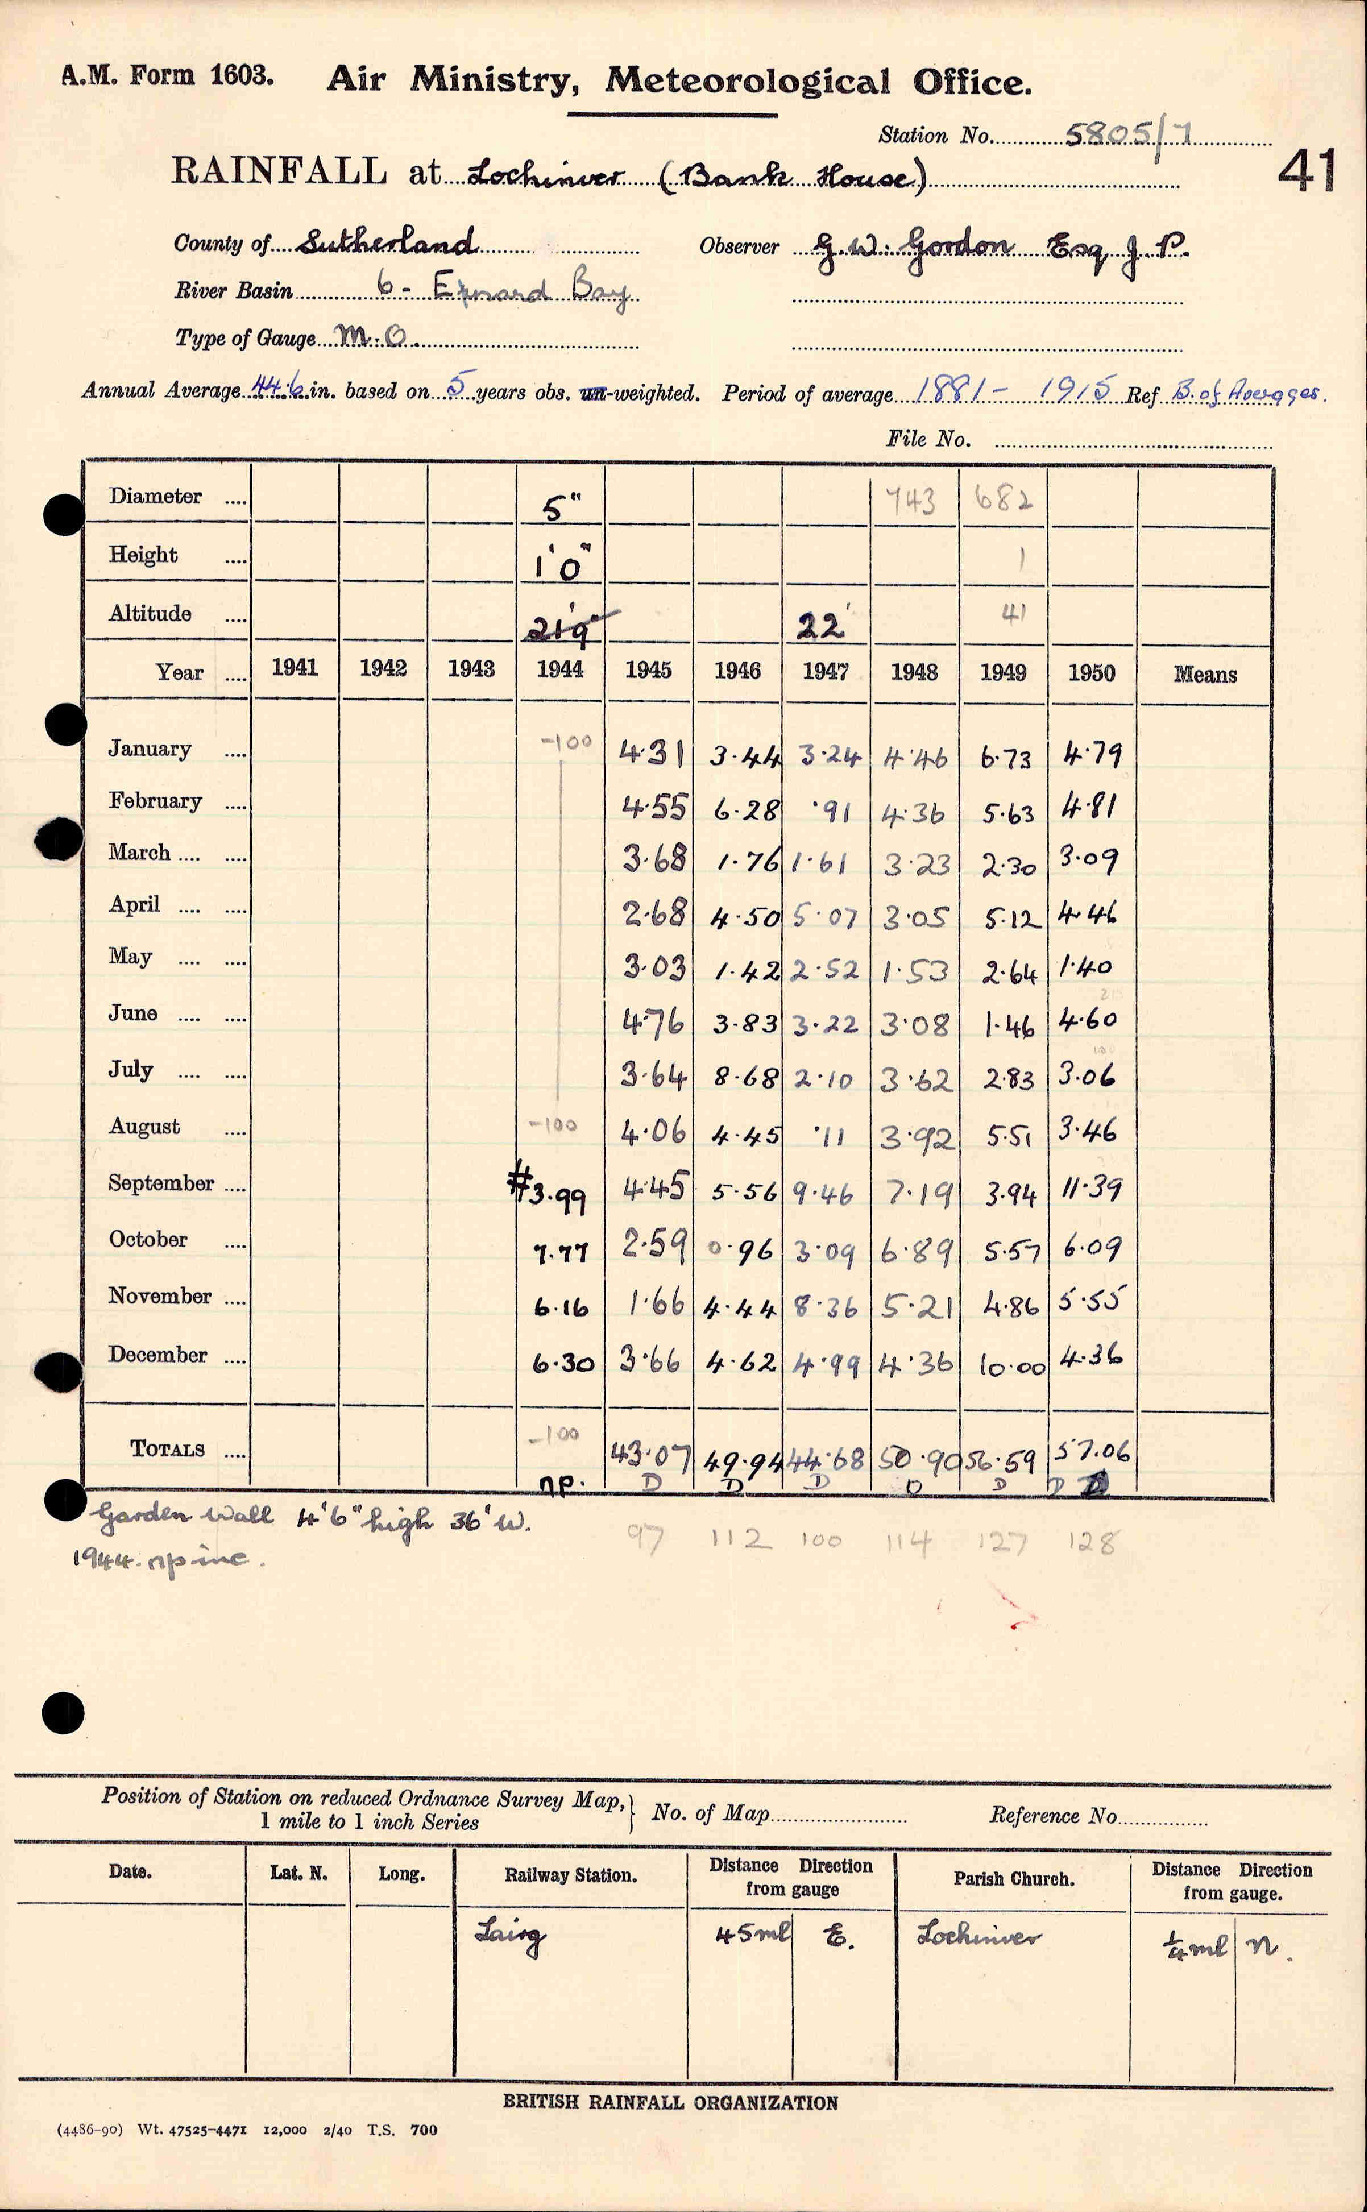 A.M. Form 1603. Air Ministry, Meteorological Office.
Station No. 5805/7
41
RAINFALL at Lochinver (Bank House)
County of Sutherland Observer G.W. Gordon Esq J.P.
River Basin 6 - Enard Bay
Type of Gauge M.O.
Annual Average 44.6 in. based on 5 years obs. un-weighted. Period of average 1881 - 1915 Ref B. of Averages.
File No.
Diameter .... 5" 743 682
Height .... 1'0" 1
Altitude .... 21'9" 22' 41
Year .... 1941 1942 1943 1944 1945 1946 1947 1948 1949 1950 Means
January .... -100 4.31 3.44 3.24 4.46 6.73 4.79
February .... 4.55 6.28 .91 4.36 5.63 4.81
March .... .... 3.68 1.76 1.61 3.23 2.30 3.09
April .... .... 2.68 4.50 5.07 3.05 5.12 4.46
May .... .... 3.03 1.42 2.52 1.53 2.64 1.40
June .... .... 4.76 3.83 3.22 3.08 1.46 4.60
July .... .... 3.64 8.68 2.10 3.62 2.83 3.06
August .... -100 4.06 4.45 .11 3.92 5.51 3.46
September .... #3.99 4.45 5.56 9.46 7.19 3.94 11.39
October .... 7.77 2.59 0.96 3.09 6.89 5.57 6.09
November .... 6.16 1.66 4.44 8.36 5.21 4.86 5.55
December .... 6.30 3.66 4.62 4.99 4.36 10.00 4.36
TOTALS .... -100 43.07 49.94 44.68 50.90 56.59 57.06
np. D D D D D D D
Garden Wall 4'6" high 36' W.
97 112 100 114 127 128
1944. np inc.
Position of Station on reduced Ordnance Survey Map, } No. of Map Reference No.
1 mile to 1 inch Series
Date. Lat. N. Long. Railway Station. Distance Direction from gauge Parish Church. Distance Direction from gauge.
Lairg 45ml E. Lochinver 1/4 ml N.
BRITISH RAINFALL ORGANIZATION
(4486-90) Wt. 47525-4471 12,000 2/40 T.S. 700